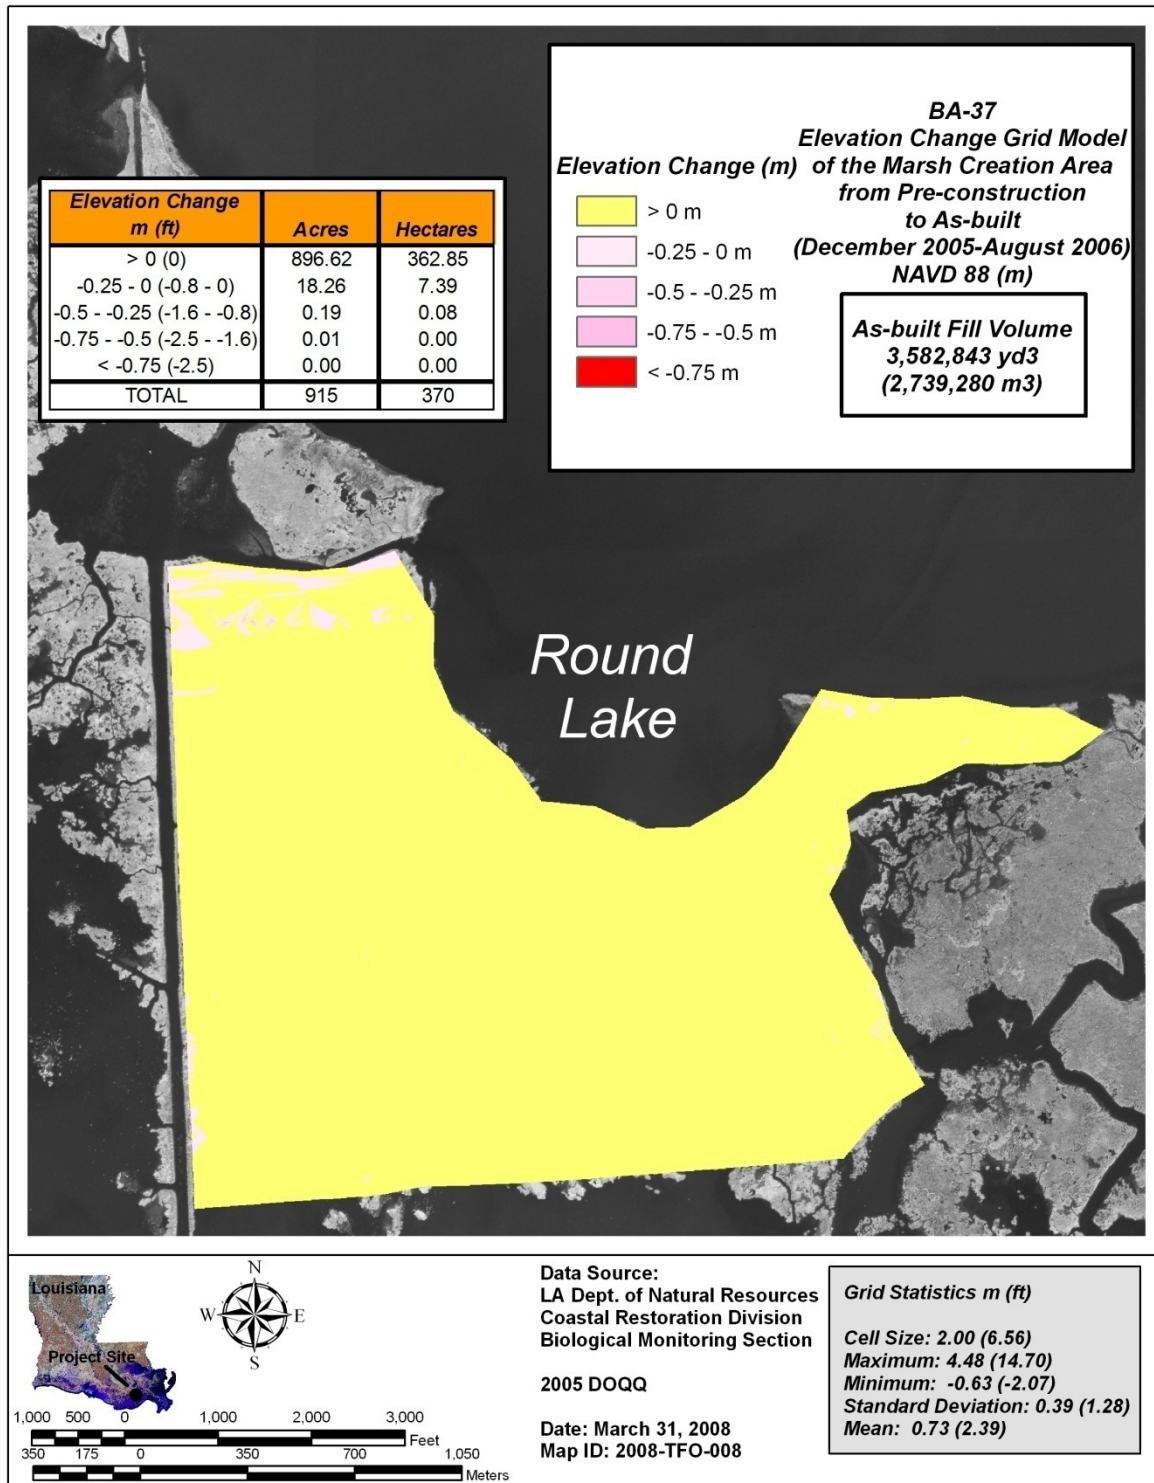 BA-37
Elevation Change Grid Model
of the Marsh Creation Area
from Pre-construction
to As-built
(December 2005-August 2006)
NAVD 88 (m)
As-built Fill Volume
3,582,843 yd3
(2,739,280 m3)
Elevation Change (m)
> 0 m
-0.25 - 0 m
-0.5 - -0.25 m
-0.75 - -0.5 m
< -0.75 m
Elevation Change
m (ft) Acres Hectares
> 0 (0) 896.62 362.85
-0.25 - 0 (-0.8 - 0) 18.26 7.39
-0.5 - -0.25 (-1.6 - -0.8) 0.19 0.08
-0.75 - -0.5 (-2.5 - -1.6) 0.01 0.00
< -0.75 (-2.5) 0.00 0.00
TOTAL 915 370
Round
Lake
Louisiana
Project Site
N
W E
S
1,000 500 0 1,000 2,000 3,000
Feet
350 175 0 350 700 1,050
Meters
Data Source:
LA Dept. of Natural Resources
Coastal Restoration Division
Biological Monitoring Section
2005 DOQQ
Date: March 31, 2008
Map ID: 2008-TFO-008
Grid Statistics m (ft)
Cell Size: 2.00 (6.56)
Maximum: 4.48 (14.70)
Minimum: -0.63 (-2.07)
Standard Deviation: 0.39 (1.28)
Mean: 0.73 (2.39)